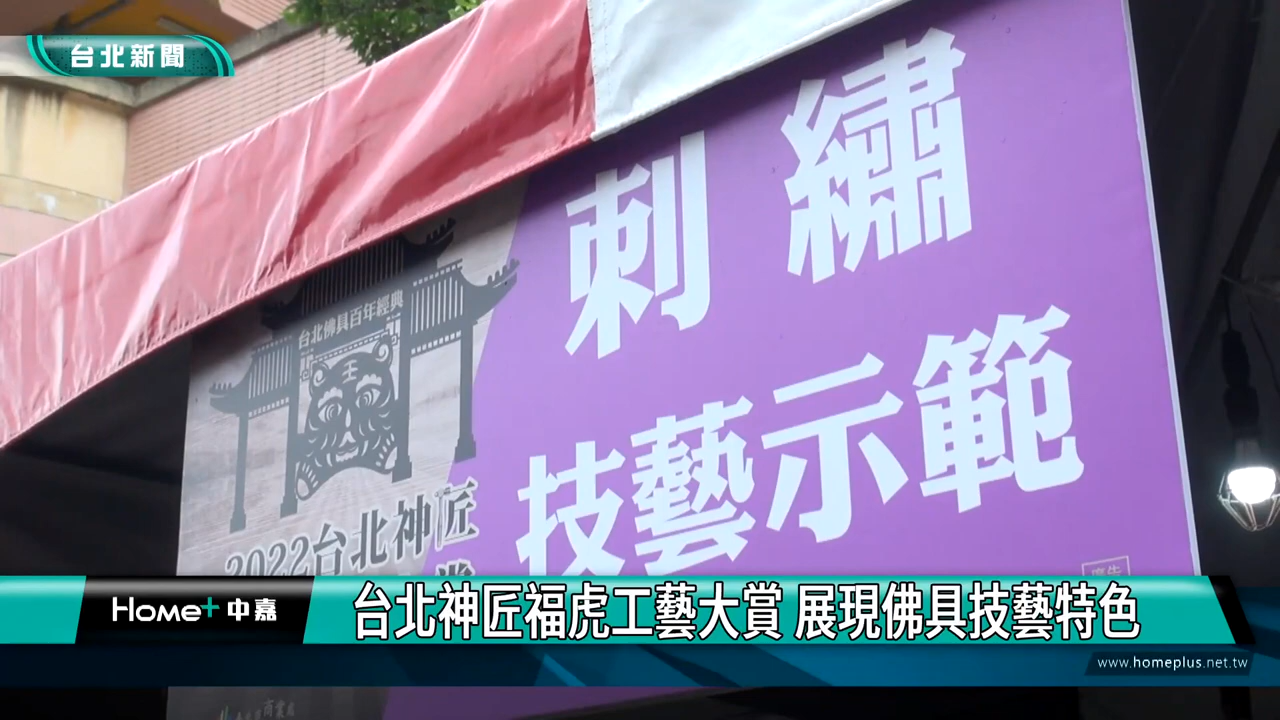 台北新聞
刺繡
技藝示範
台北佛具百年經典
王
2022台北神匠
廣告
Home+中嘉
台北神匠福虎工藝大賞 展現佛具技藝特色
www.homeplus.net.tw